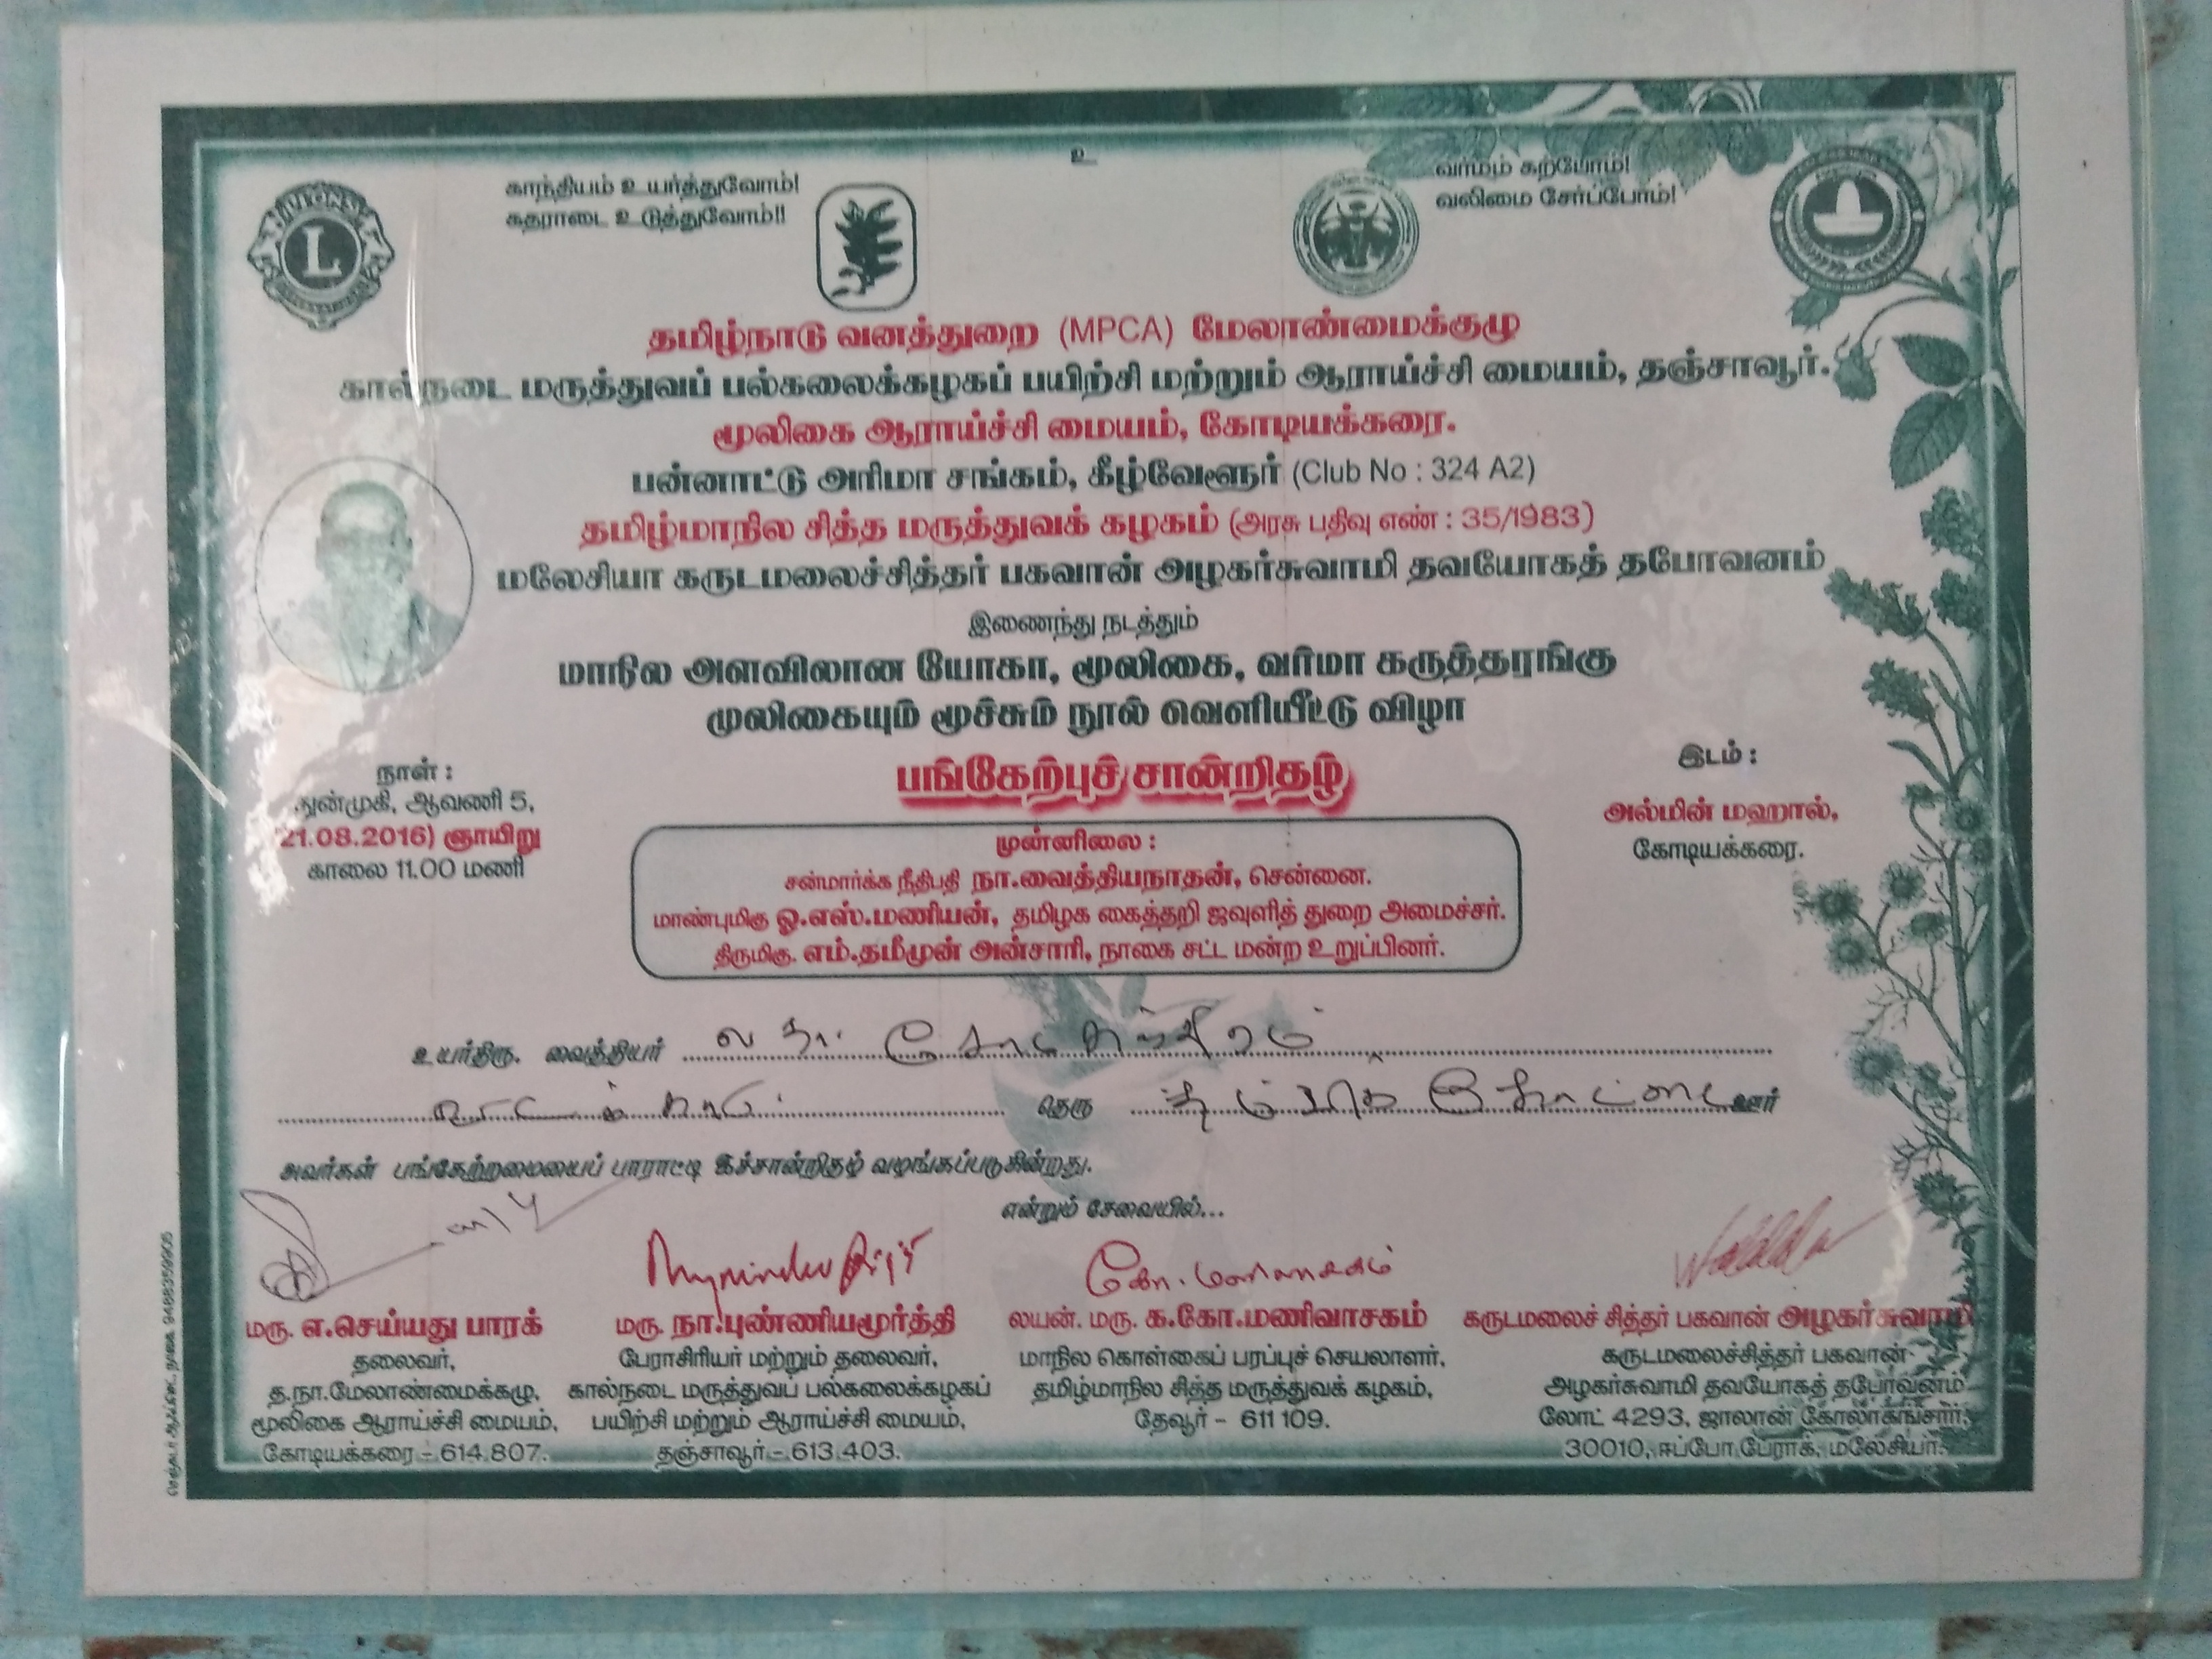 உ
காந்தியம் உயர்த்துவோம்!
கதராடை உடுத்துவோம்!!
வர்மம் கற்போம்!
வலிமை சேர்ப்போம்!
LIONS
L
தமிழ்நாடு வனத்துறை (MPCA) மேலாண்மைக்குழு
கால்நடை மருத்துவப் பல்கலைக்கழகப் பயிற்சி மற்றும் ஆராய்ச்சி மையம், தஞ்சாவூர்.
மூலிகை ஆராய்ச்சி மையம், கோடியக்கரை.
பன்னாட்டு அரிமா சங்கம், கீழ்வேளூர் (Club No : 324 A2)
தமிழ்மாநில சித்த மருத்துவக் கழகம் (அரசு பதிவு எண் : 35/1983)
மலேசியா கருடமலைச்சித்தர் பகவான் அழகர்சுவாமி தவயோகத் தபோவனம்
இணைந்து நடத்தும்
மாநில அளவிலான யோகா, மூலிகை, வர்மா கருத்தரங்கு
முலிகையும் மூச்சும் நூல் வெளியீட்டு விழா
பங்கேற்புச் சான்றிதழ்
நாள் :
துன்முகி, ஆவணி 5,
21.08.2016) ஞாயிறு
காலை 11.00 மணி
இடம் :
அல்மின் மஹால்,
கோடியக்கரை.
முன்னிலை :
சன்மார்க்க நீதிபதி நா.வைத்தியநாதன், சென்னை.
மாண்புமிகு ஓ.எஸ்.மணியன், தமிழக கைத்தறி ஜவுளித் துறை அமைச்சர்.
திருமிகு. எம்.தமீமுன் அன்சாரி, நாகை சட்ட மன்ற உறுப்பினர்.
உயர்திரு. வைத்தியர்
தெரு ஊர்
அவர்கள் பங்கேற்றமையைப் பாராட்டி இச்சான்றிதழ் வழங்கப்படுகின்றது.
என்றும் சேவையில்...
கோ. மணிவாசகம்
மரு. எ.செய்யது பாரக்
தலைவர்,
த.நா.மேலாண்மைக்கழு,
மூலிகை ஆராய்ச்சி மையம்,
கோடியக்கரை - 614 807.
மரு. நா.புண்ணியமூர்த்தி
பேராசிரியர் மற்றும் தலைவர்,
கால்நடை மருத்துவப் பல்கலைக்கழகப்
பயிற்சி மற்றும் ஆராய்ச்சி மையம்,
தஞ்சாவூர் - 613 403.
லயன். மரு. க.கோ.மணிவாசகம்
மாநில கொள்கைப் பரப்புச் செயலாளர்,
தமிழ்மாநில சித்த மருத்துவக் கழகம்,
தேவூர் - 611 109.
கருடமலைச் சித்தர் பகவான் அழகர்சுவாமி
கருடமலைச்சித்தர் பகவான்
அழகர்சுவாமி தவயோகத் தபோவனம்
லோட் 4293, ஜாலான்
30010, ஈப்போ பேராக், மலேசியா.
9488359905